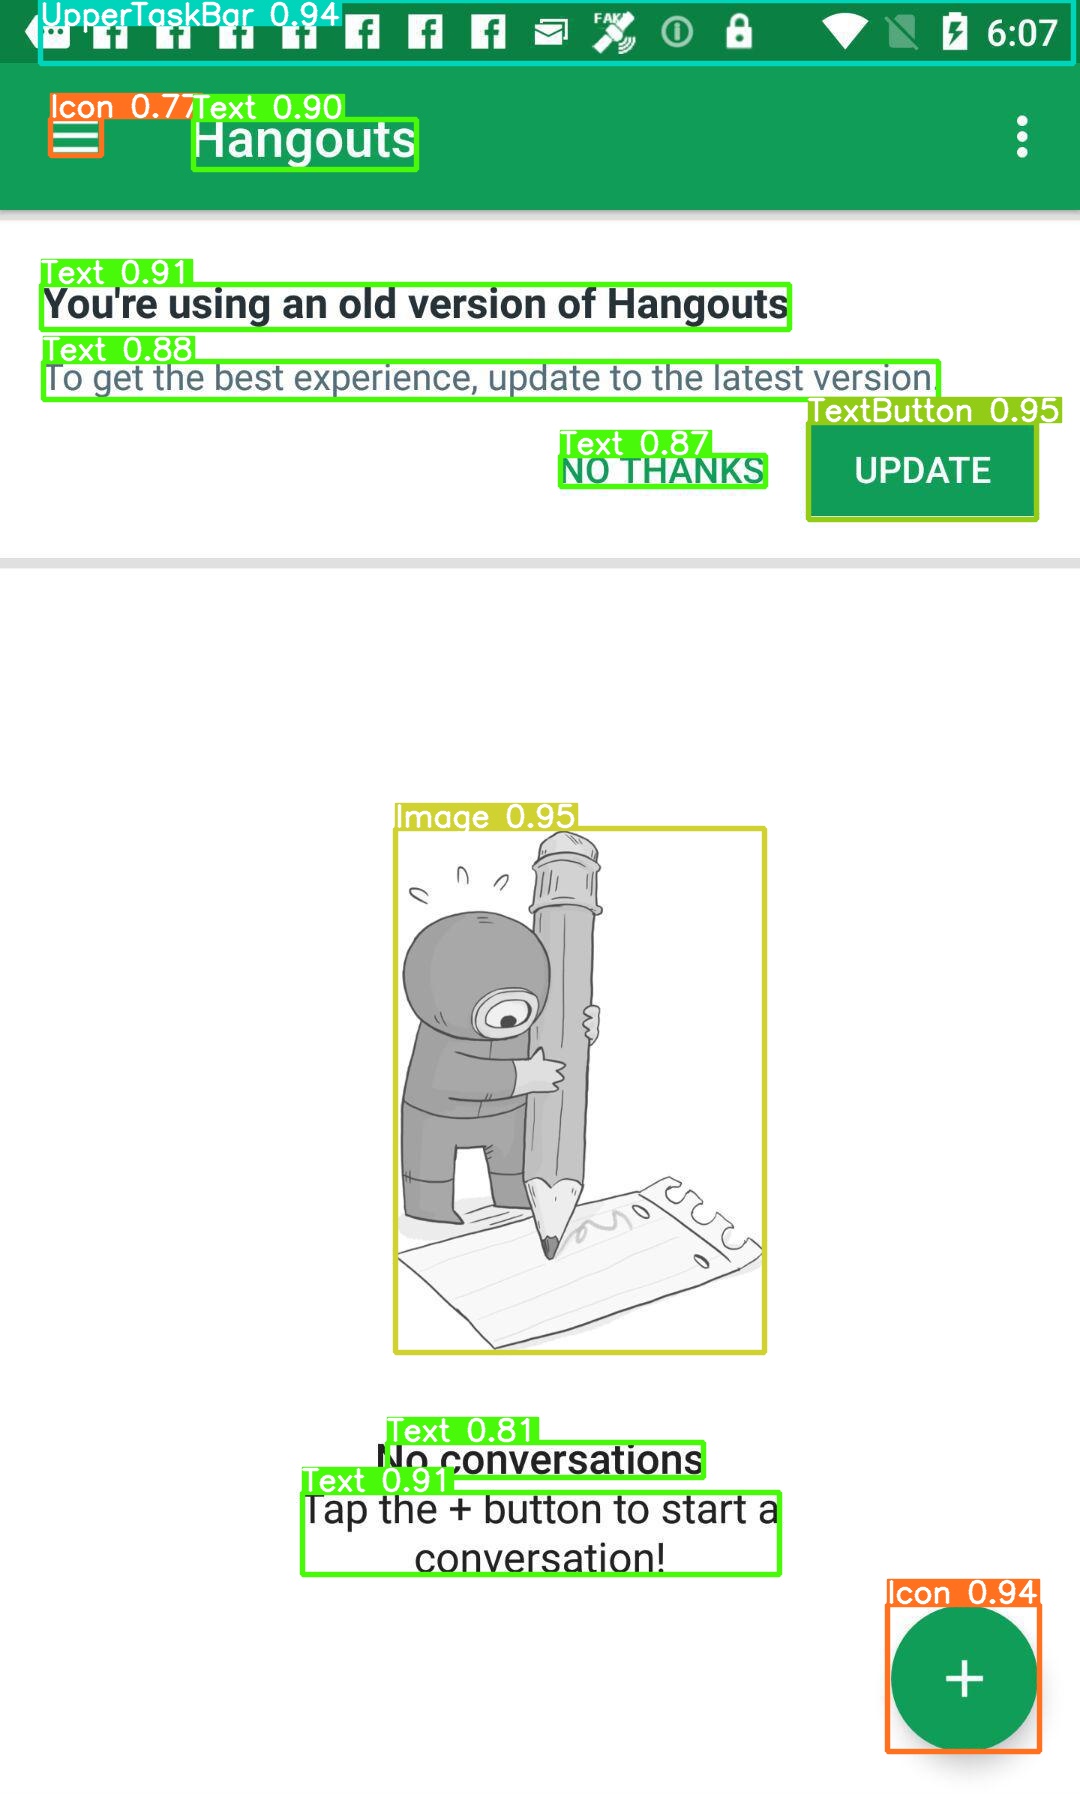 UpperTaskBar 0.94
FAKE
6:07
Icon 0.77
Text 0.90
Hangouts
Text 0.91
You're using an old version of Hangouts
Text 0.88
To get the best experience, update to the latest version.
TextButton 0.95
Text 0.87
NO THANKS
UPDATE
Image 0.95
Text 0.81
No conversations
Text 0.91
Tap the + button to start a
conversation!
Icon 0.94
+